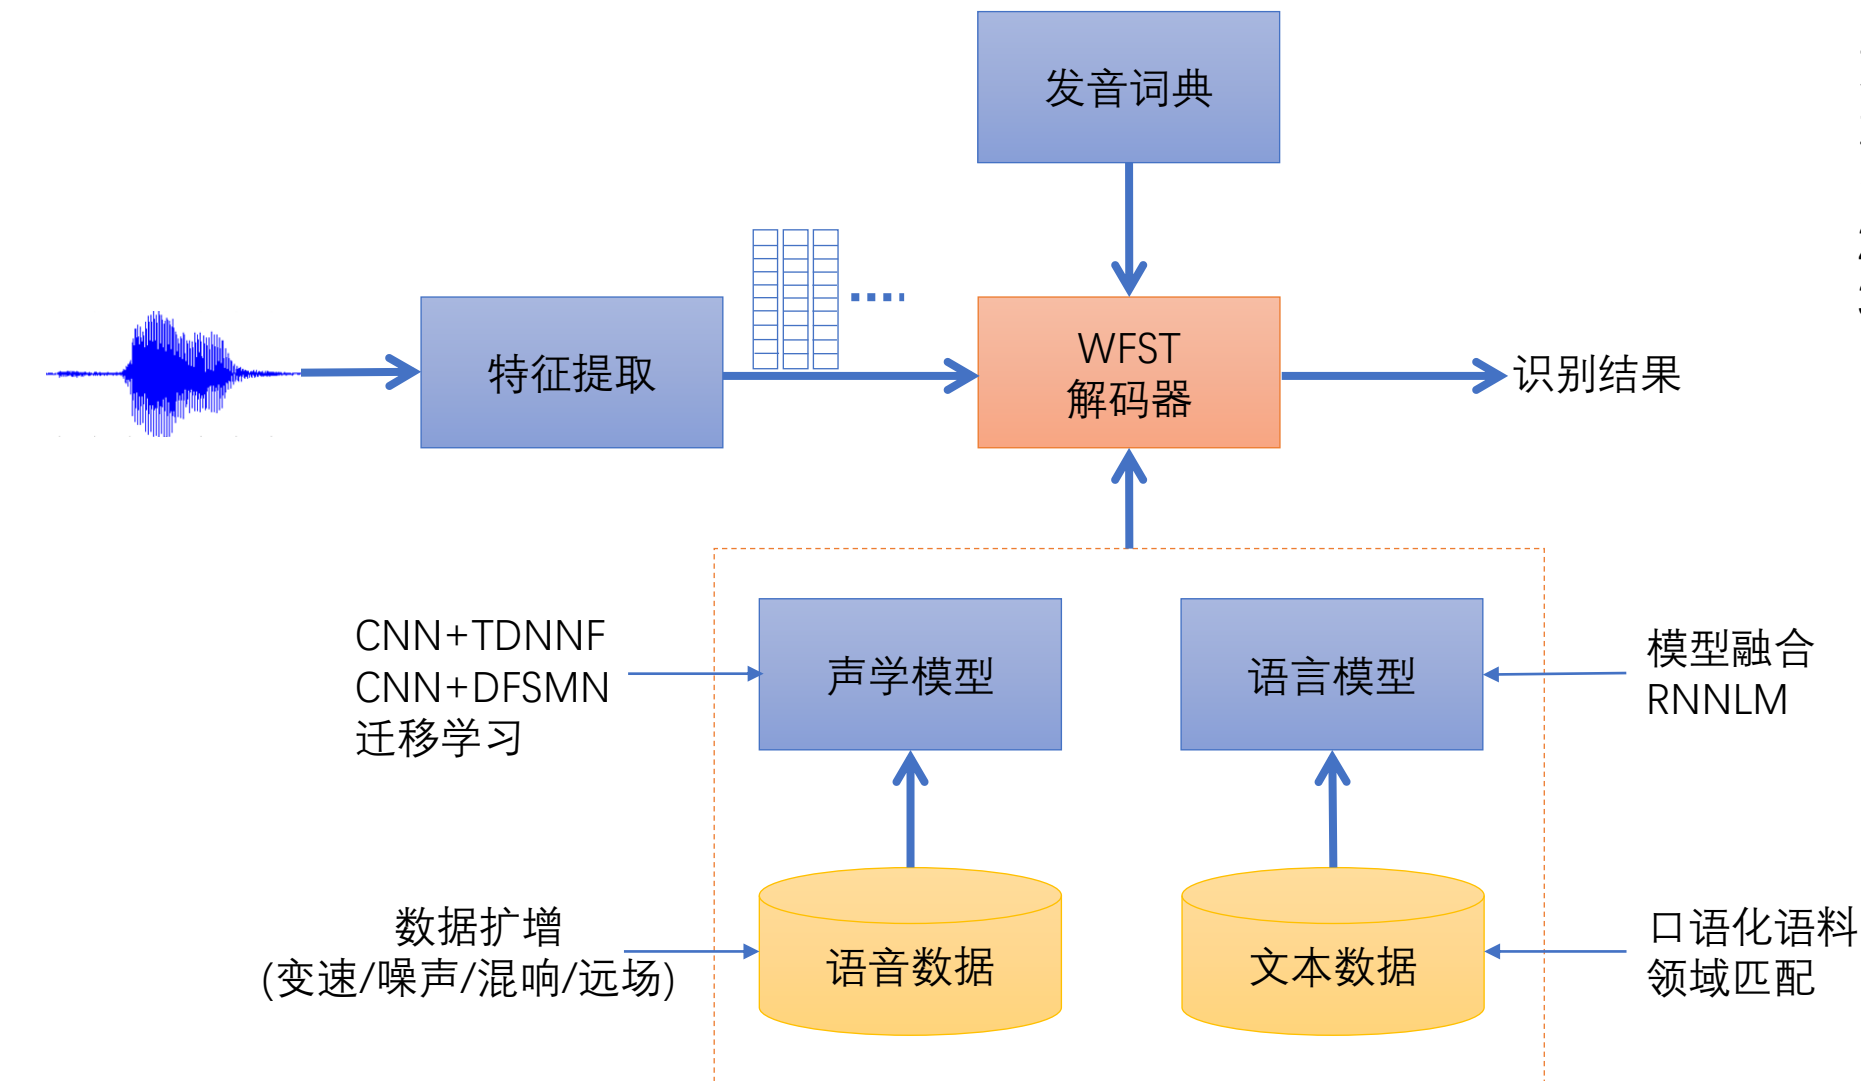 发音词典
特征提取
WFST
解码器
识别结果
CNN+TDNNF
CNN+DFSMN
迁移学习
声学模型
语言模型
模型融合
RNNLM
数据扩增
(变速/噪声/混响/远场)
语音数据
文本数据
口语化语料
领域匹配